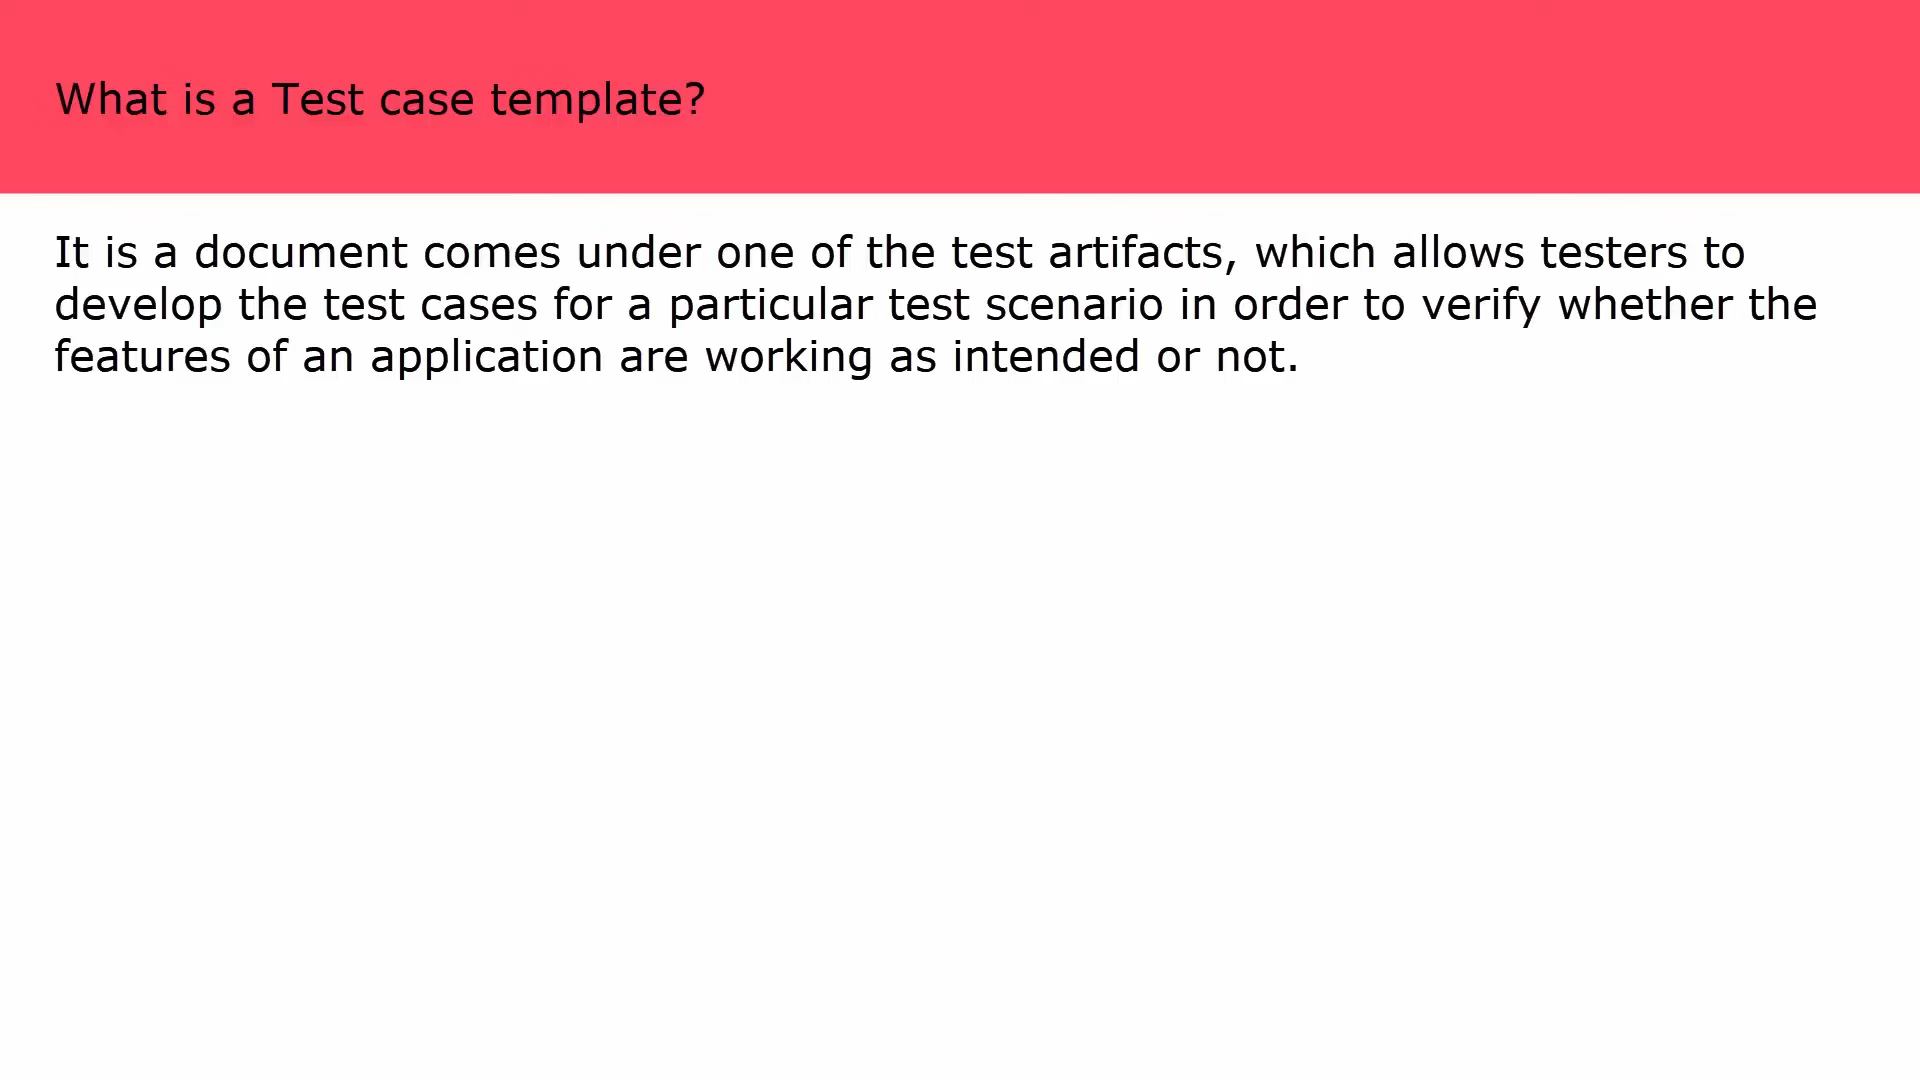 What is a Test case template?
It is a document comes under one of the test artifacts, which allows testers to
develop the test cases for a particular test scenario in order to verify whether the
features of an application are working as intended or not.